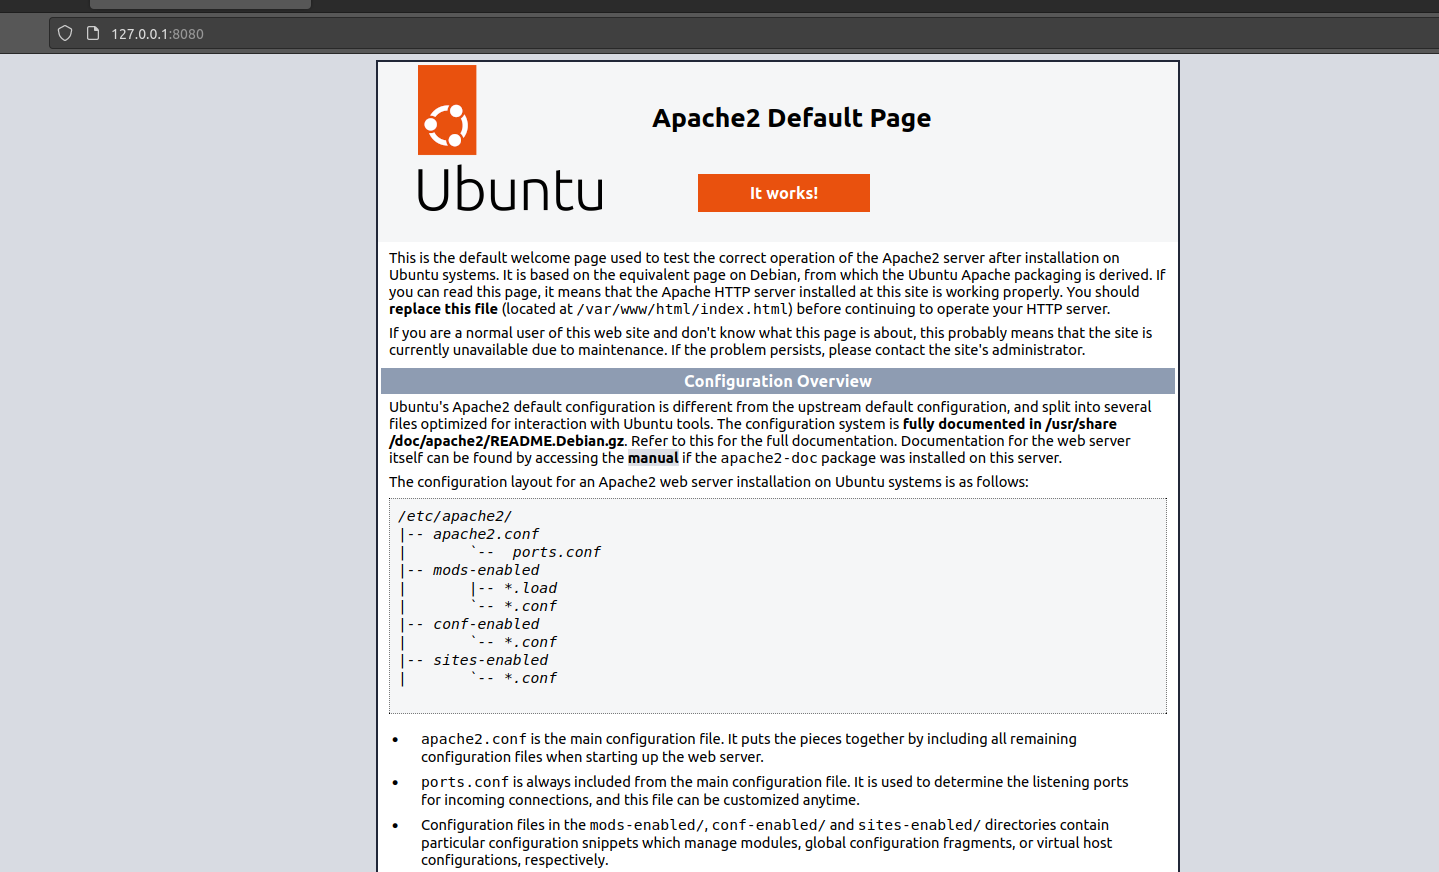 127.0.0.1:8080
Apache2 Default Page
Ubuntu
It works!
This is the default welcome page used to test the correct operation of the Apache2 server after installation on
Ubuntu systems. It is based on the equivalent page on Debian, from which the Ubuntu Apache packaging is derived. If
you can read this page, it means that the Apache HTTP server installed at this site is working properly. You should
replace this file (located at /var/www/html/index.html) before continuing to operate your HTTP server.
If you are a normal user of this web site and don't know what this page is about, this probably means that the site is
currently unavailable due to maintenance. If the problem persists, please contact the site's administrator.
Configuration Overview
Ubuntu's Apache2 default configuration is different from the upstream default configuration, and split into several
files optimized for interaction with Ubuntu tools. The configuration system is fully documented in /usr/share
/doc/apache2/README.Debian.gz. Refer to this for the full documentation. Documentation for the web server
itself can be found by accessing the manual if the apache2-doc package was installed on this server.
The configuration layout for an Apache2 web server installation on Ubuntu systems is as follows:
/etc/apache2/
|-- apache2.conf
|       `--  ports.conf
|-- mods-enabled
|       |-- *.load
|       `-- *.conf
|-- conf-enabled
|       `-- *.conf
|-- sites-enabled
|       `-- *.conf
• apache2.conf is the main configuration file. It puts the pieces together by including all remaining
configuration files when starting up the web server.
• ports.conf is always included from the main configuration file. It is used to determine the listening ports
for incoming connections, and this file can be customized anytime.
• Configuration files in the mods-enabled/, conf-enabled/ and sites-enabled/ directories contain
particular configuration snippets which manage modules, global configuration fragments, or virtual host
configurations, respectively.